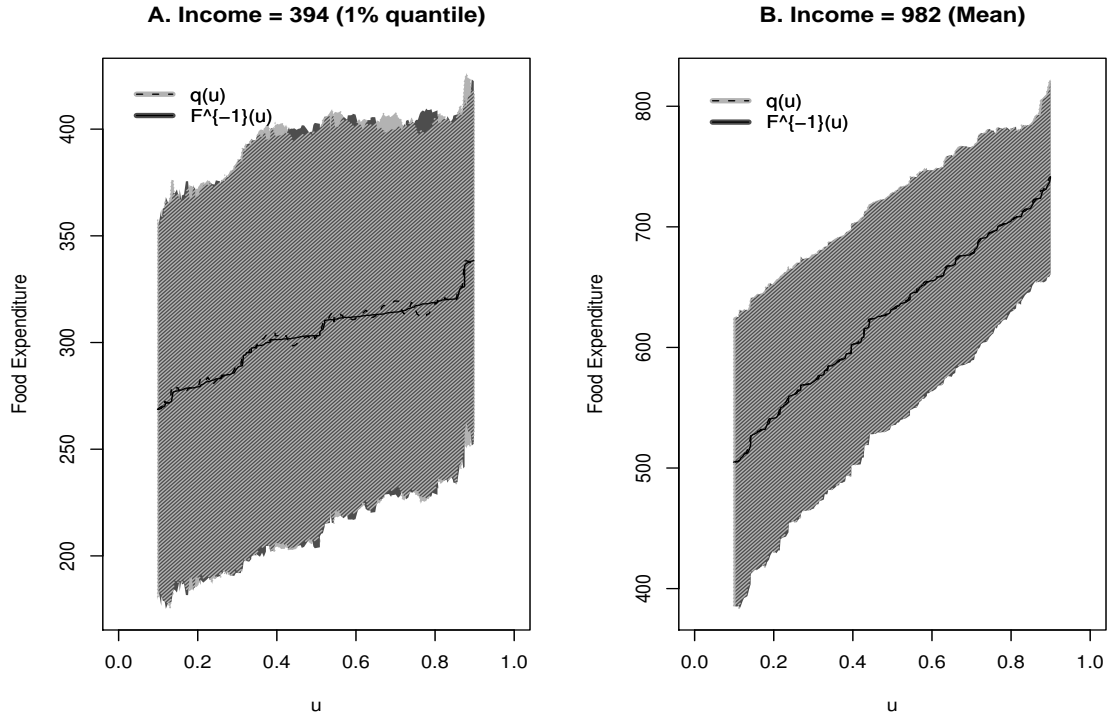 A. Income = 394 (1% quantile)
q(u)
F^{-1}(u)
Food Expenditure
400
350
300
250
200
0.0 0.2 0.4 0.6 0.8 1.0
u
B. Income = 982 (Mean)
q(u)
F^{-1}(u)
Food Expenditure
800
700
600
500
400
0.0 0.2 0.4 0.6 0.8 1.0
u